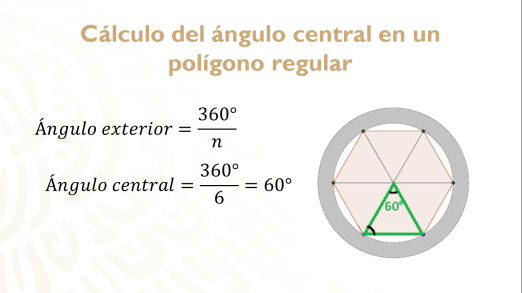 Cálculo del ángulo central en un
polígono regular
Ángulo exterior = 360° / n
Ángulo central = 360° / 6 = 60°
60°